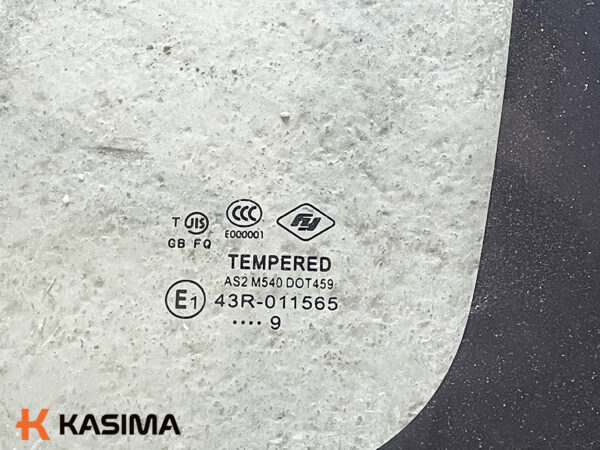 T JIS
GB FQ
CCC
E000001
FY
TEMPERED
AS2 M540 DOT459
E1 43R-011565
.... 9
KASIMA